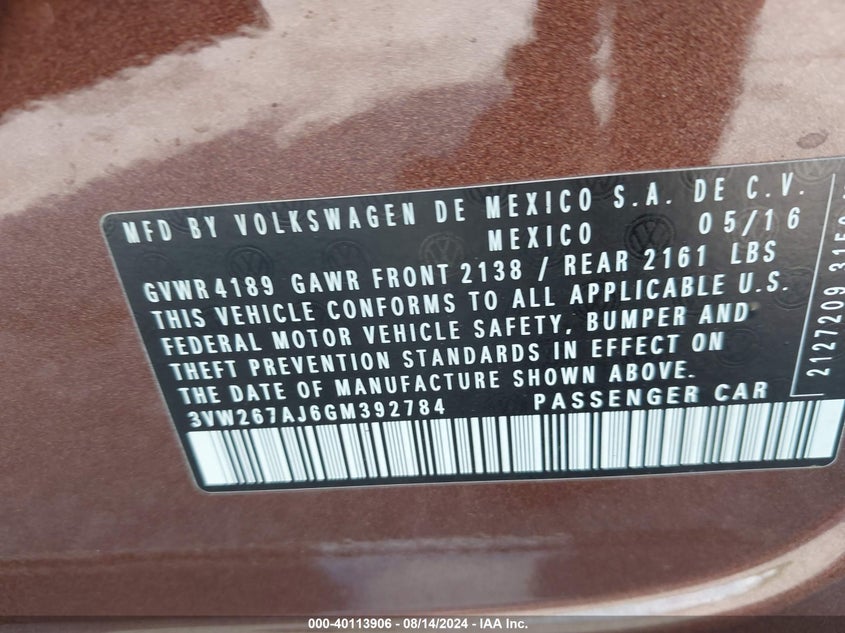 MFD BY VOLKSWAGEN DE MEXICO S.A. DE C.V.
MEXICO 05/16
GVWR 4189 GAWR FRONT 2138 / REAR 2161 LBS
THIS VEHICLE CONFORMS TO ALL APPLICABLE U.S.
FEDERAL MOTOR VEHICLE SAFETY, BUMPER AND
THEFT PREVENTION STANDARDS IN EFFECT ON
THE DATE OF MANUFACTURE SHOWN ABOVE.
3VW267AJ6GM392784 PASSENGER CAR
2127209
000-40113906 - 08/14/2024 - IAA Inc.